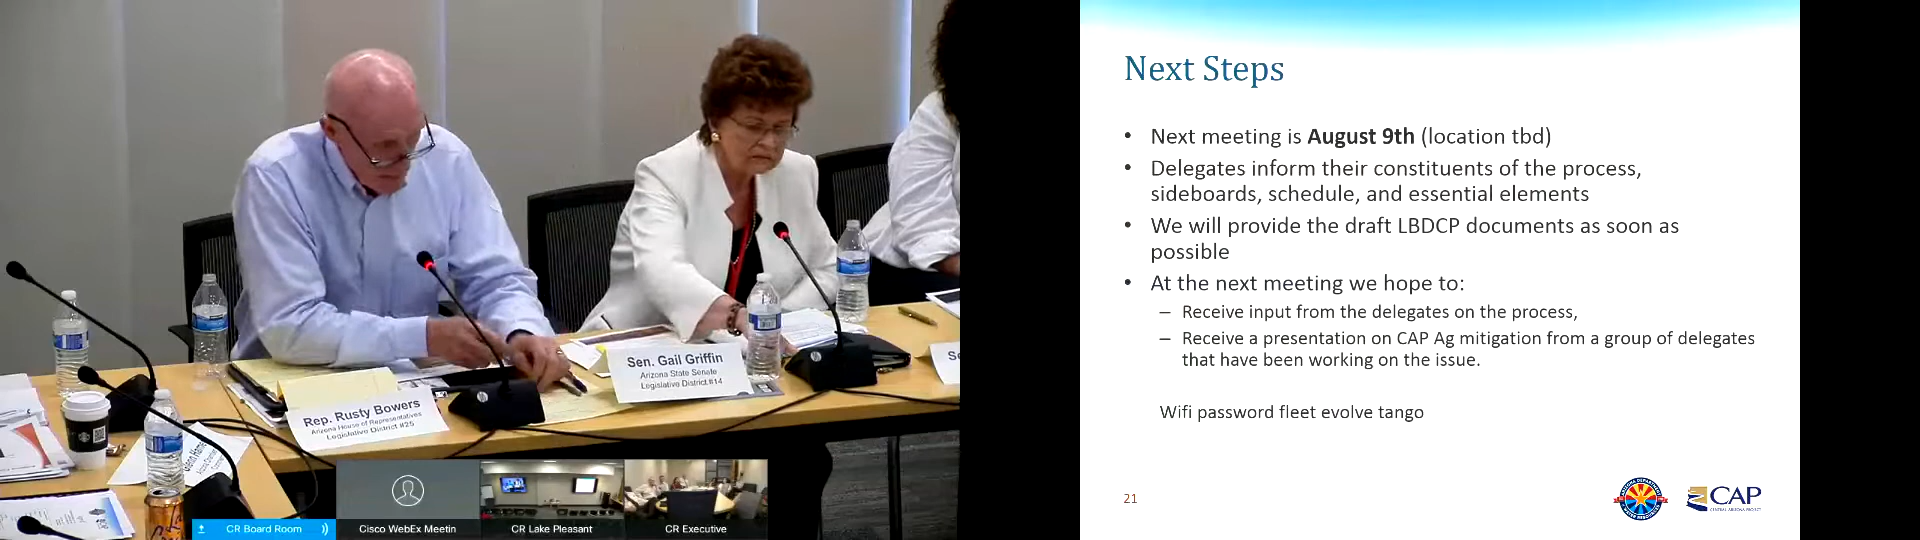 Sen. Gail Griffin
Arizona State Senate
Legislative District #14
Rep. Rusty Bowers
Arizona House of Representatives
Legislative District #25
CR Board Room
Cisco WebEx Meetin
CR Lake Pleasant
CR Executive
Next Steps
• Next meeting is August 9th (location tbd)
• Delegates inform their constituents of the process,
sideboards, schedule, and essential elements
• We will provide the draft LBDCP documents as soon as
possible
• At the next meeting we hope to:
– Receive input from the delegates on the process,
– Receive a presentation on CAP Ag mitigation from a group of delegates
that have been working on the issue.
Wifi password fleet evolve tango
21
CAP
CENTRAL ARIZONA PROJECT